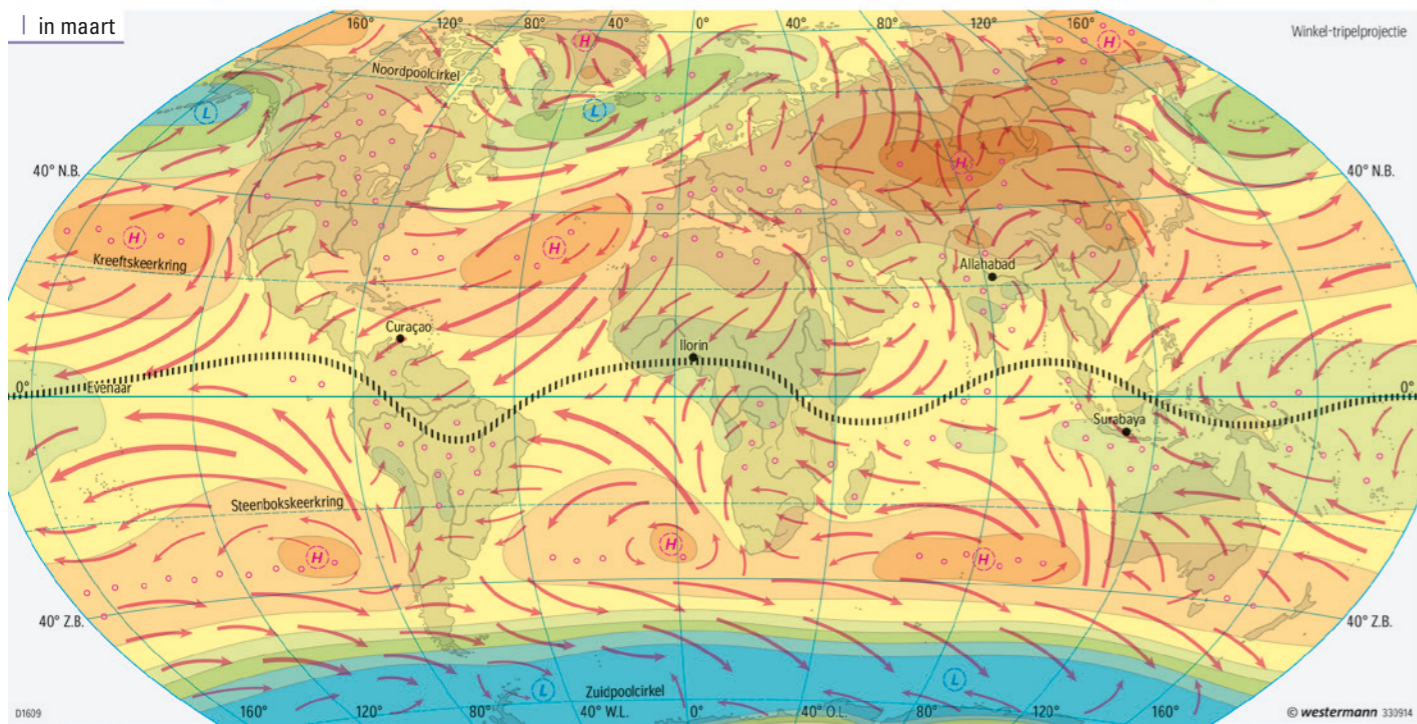 I in maart
160°
120°
80°
40°
0°
40°
80°
120°
160°
Winkel-tripelprojectie
H
H
Noordpoolcirkel
L
L
H
40° N.B.
40° N.B.
H
H
Kreeftskeerkring
Allahabad
Curaçao
Ilorin
0°
Evenaar
0°
Surabaya
Steenbokskeerkring
H
H
H
40° Z.B.
40° Z.B.
L
Zuidpoolcirkel
L
160°
120°
80°
40° W.L.
0°
40° O.L.
80°
120°
160°
D1609
© westermann 330914